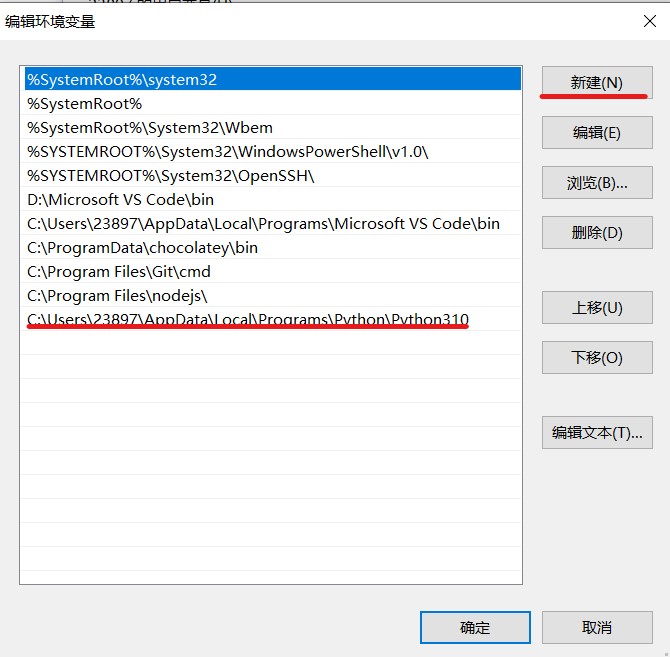 编辑环境变量
%SystemRoot%\system32
%SystemRoot%
%SystemRoot%\System32\Wbem
%SYSTEMROOT%\System32\WindowsPowerShell\v1.0\
%SYSTEMROOT%\System32\OpenSSH\
D:\Microsoft VS Code\bin
C:\Users\23897\AppData\Local\Programs\Microsoft VS Code\bin
C:\ProgramData\chocolatey\bin
C:\Program Files\Git\cmd
C:\Program Files\nodejs\
C:\Users\23897\AppData\Local\Programs\Python\Python310
新建(N)
编辑(E)
浏览(B)...
删除(D)
上移(U)
下移(O)
编辑文本(T)...
确定
取消